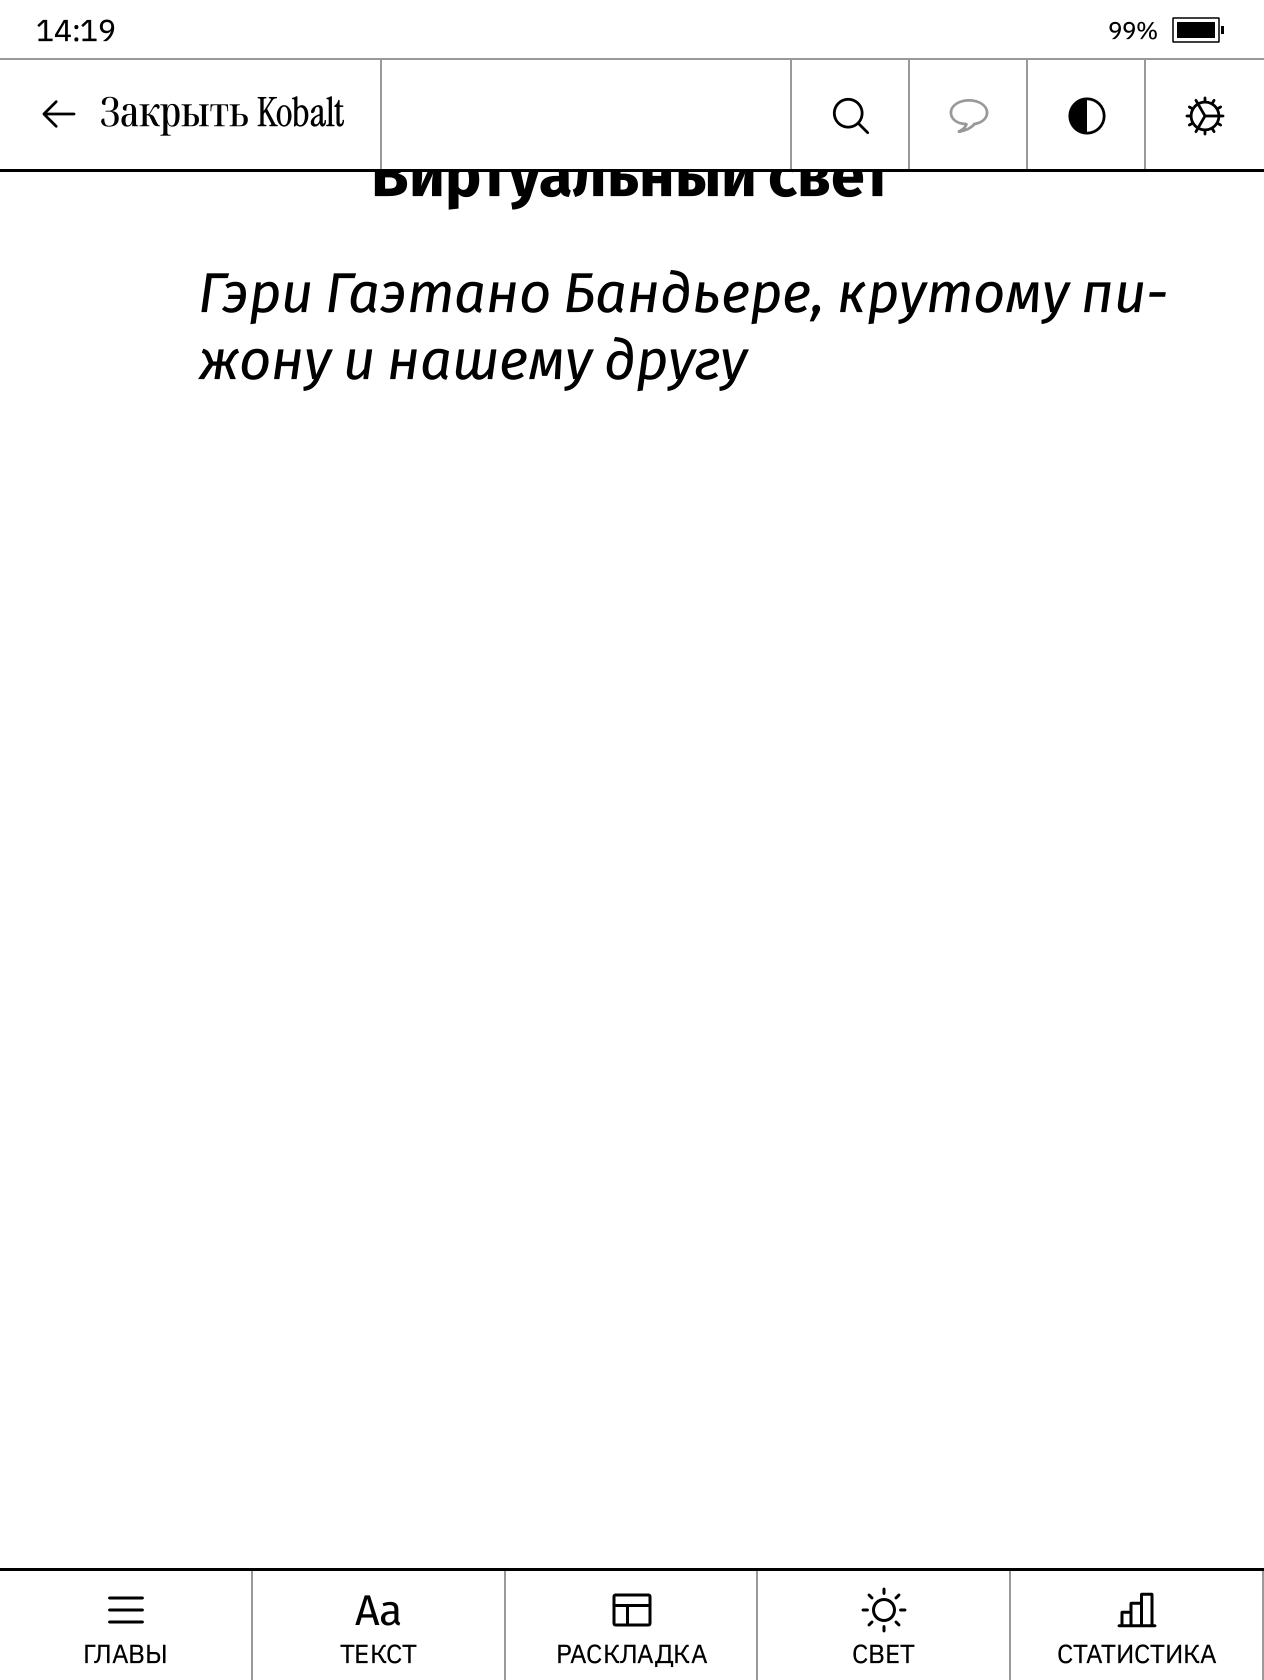 14:19
99%
Закрыть Kobalt
Виртуальный свет
Гэри Гаэтано Бандьере, крутому пи-
жону и нашему другу
ГЛАВЫ
Aa
ТЕКСТ
РАСКЛАДКА
СВЕТ
СТАТИСТИКА